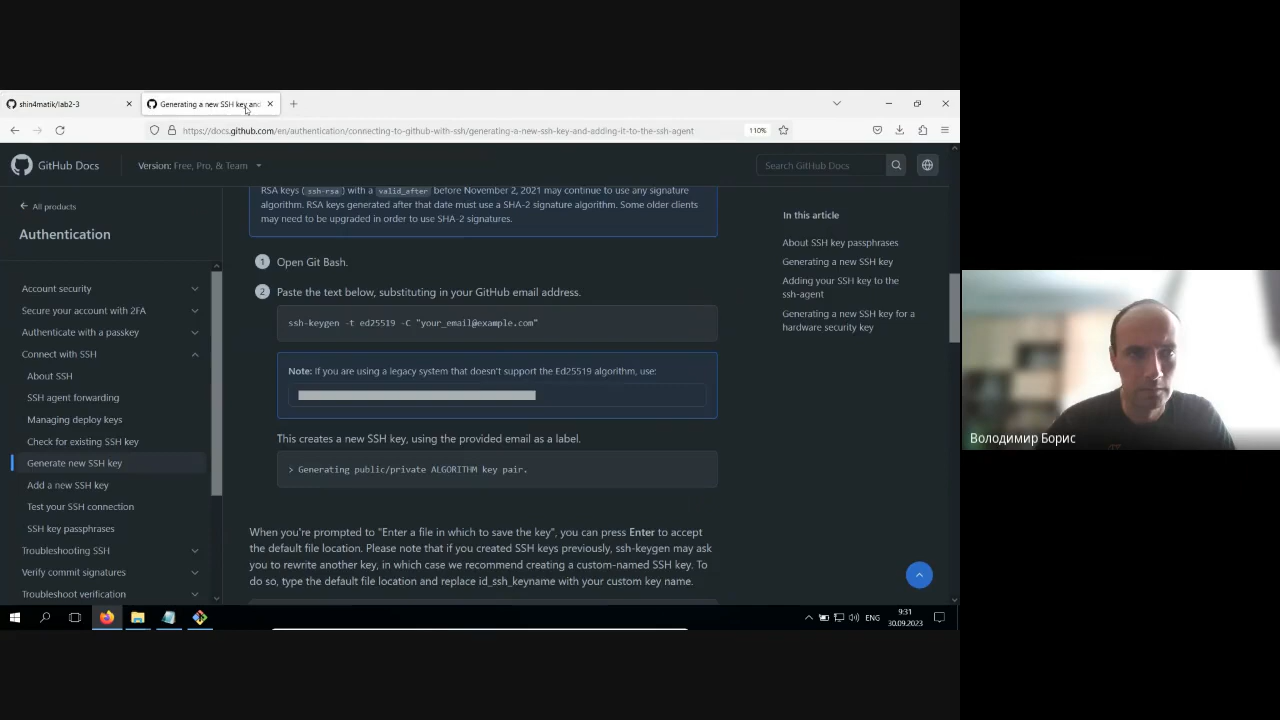 shin4matik/lab2-3
Generating a new SSH key and
https://docs.github.com/en/authentication/connecting-to-github-with-ssh/generating-a-new-ssh-key-and-adding-it-to-the-ssh-agent
110%
GitHub Docs
Version: Free, Pro, & Team
Search GitHub Docs
All products
Authentication
Account security
Secure your account with 2FA
Authenticate with a passkey
Connect with SSH
About SSH
SSH agent forwarding
Managing deploy keys
Check for existing SSH key
Generate new SSH key
Add a new SSH key
Test your SSH connection
SSH key passphrases
Troubleshooting SSH
Verify commit signatures
Troubleshoot verification
RSA keys (ssh-rsa) with a valid_after before November 2, 2021 may continue to use any signature
algorithm. RSA keys generated after that date must use a SHA-2 signature algorithm. Some older clients
may need to be upgraded in order to use SHA-2 signatures.
1 Open Git Bash.
2 Paste the text below, substituting in your GitHub email address.
ssh-keygen -t ed25519 -C "your_email@example.com"
Note: If you are using a legacy system that doesn't support the Ed25519 algorithm, use:
This creates a new SSH key, using the provided email as a label.
> Generating public/private ALGORITHM key pair.
When you're prompted to "Enter a file in which to save the key", you can press Enter to accept
the default file location. Please note that if you created SSH keys previously, ssh-keygen may ask
you to rewrite another key, in which case we recommend creating a custom-named SSH key. To
do so, type the default file location and replace id_ssh_keyname with your custom key name.
In this article
About SSH key passphrases
Generating a new SSH key
Adding your SSH key to the
ssh-agent
Generating a new SSH key for a
hardware security key
ENG
9:31
30.09.2023
Володимир Борис